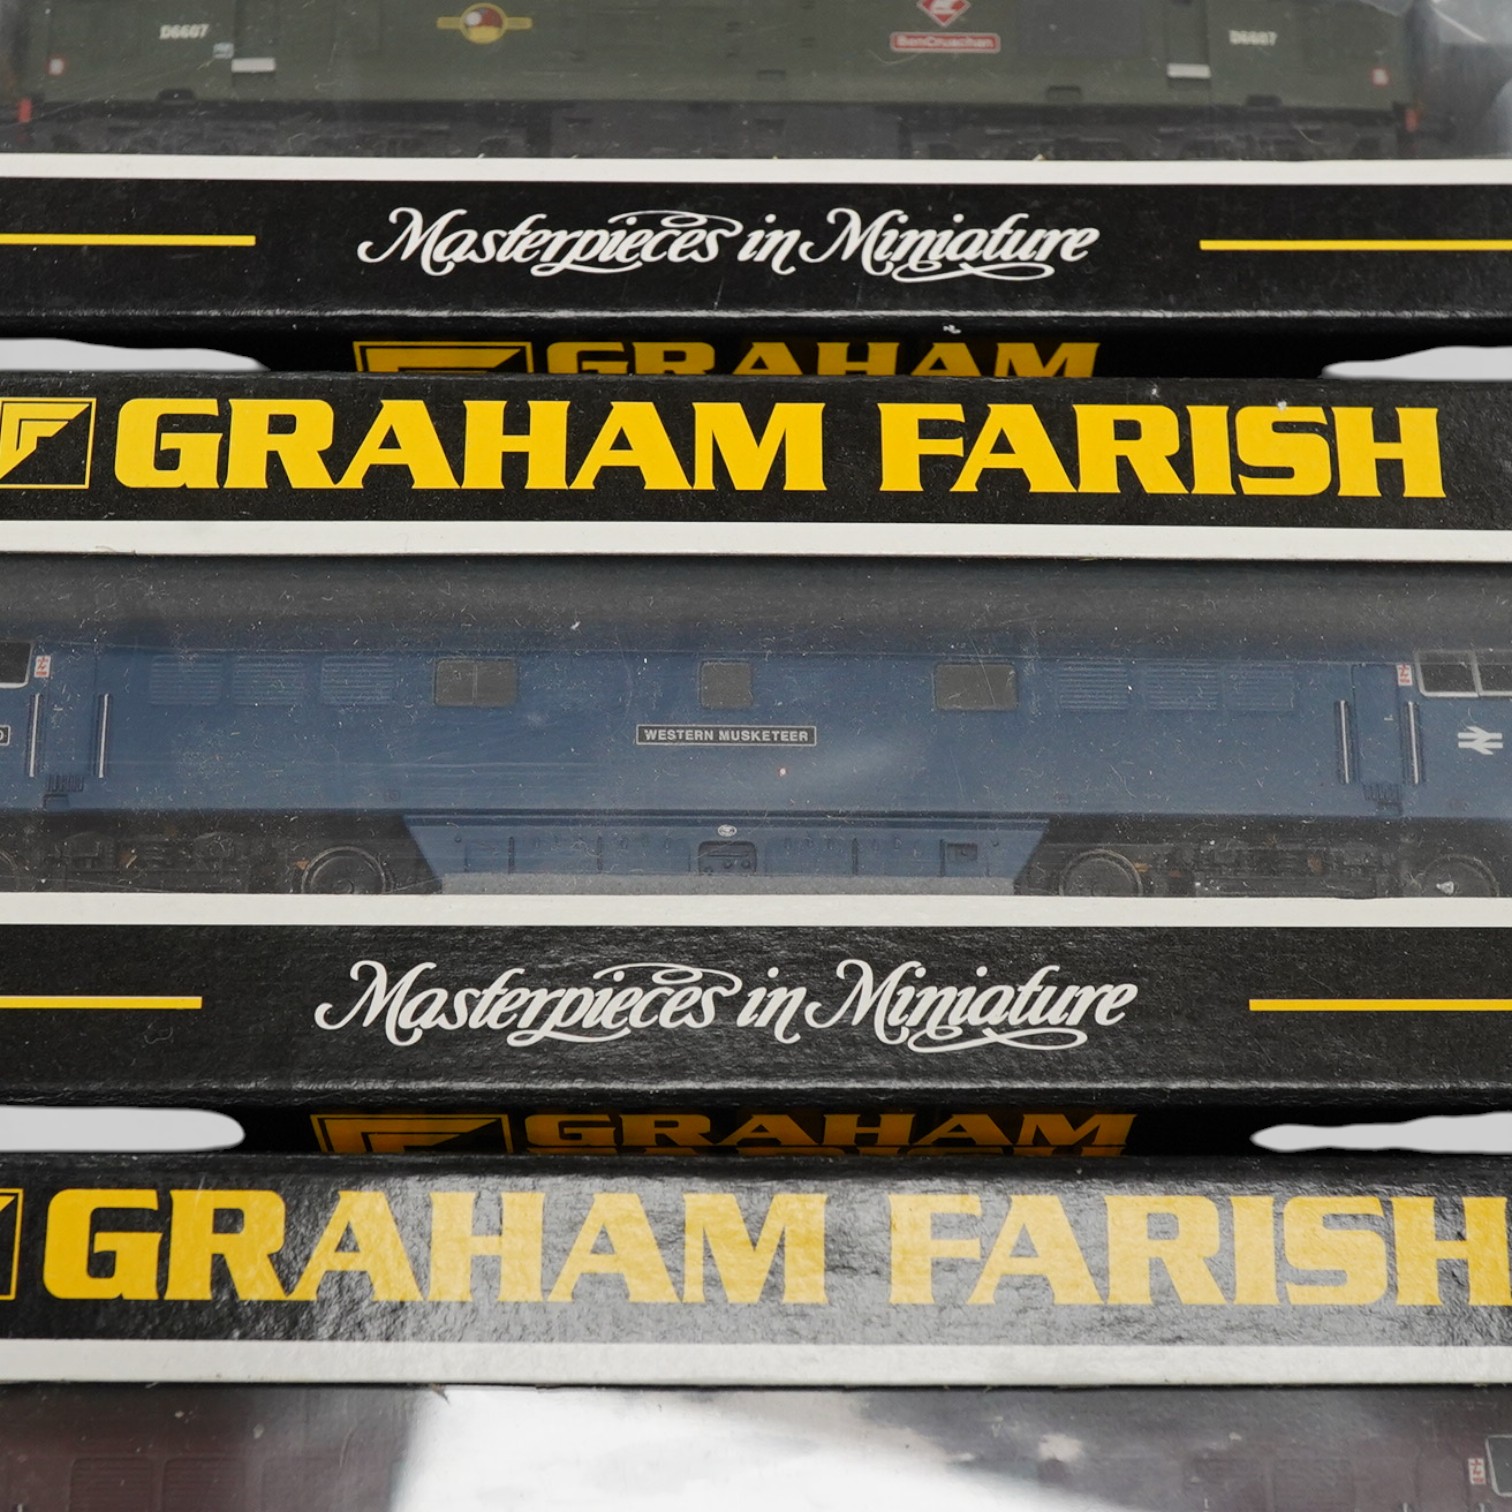 D6607 D6607
BenCruachan
Masterpieces in Miniature
GRAHAM
GRAHAM FARISH
WESTERN MUSKETEER
Masterpieces in Miniature
GRAHAM
GRAHAM FARISH